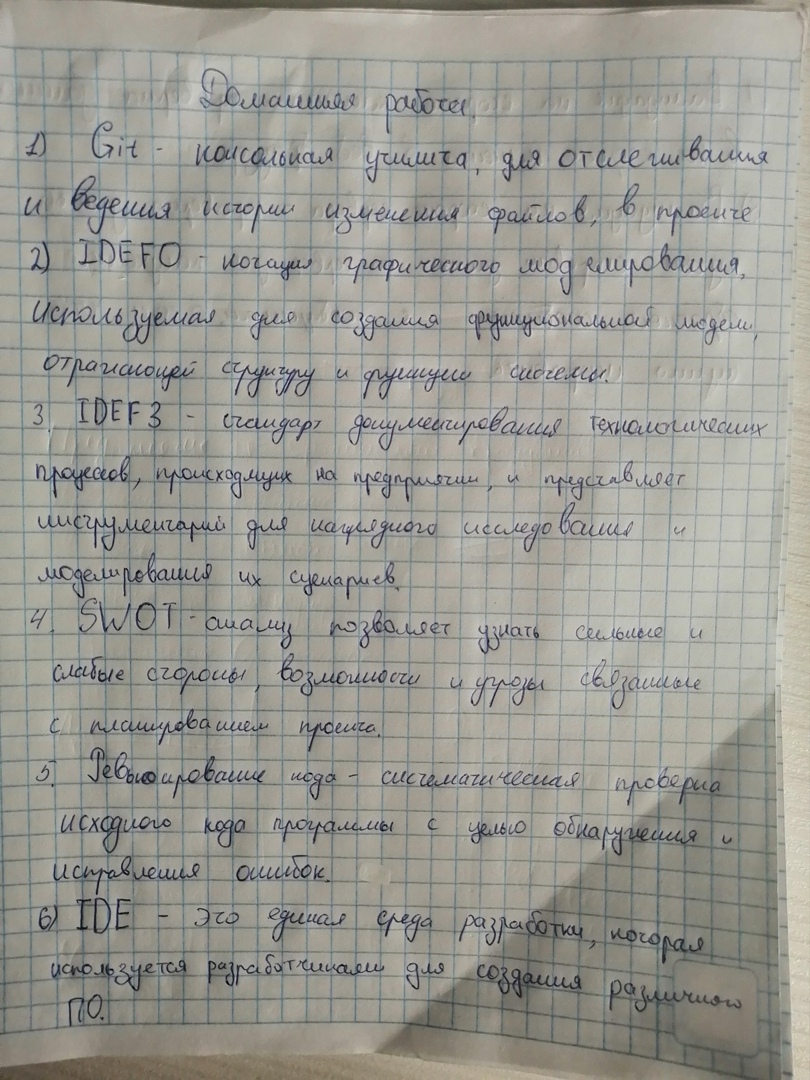 Домашняя работа.
1) Git - консольная утилита, для отслеживания
и ведения истории изменения файлов, в проекте
2) IDEF0 - нотация графического моделирования,
используемая для создания функциональной модели,
отражающей структуру и функции системы.
3. IDEF3 - стандарт документирования технологических
процессов, происходящих на предприятии, и представляет
инструментарий для наглядного исследования и
моделирования их сценариев.
4. SWOT-анализ позволяет узнать сильные и
слабые стороны, возможности и угрозы связанные
с планированием проекта.
5. Ревьюирование кода - систематическая проверка
исходного кода программы с целью обнаружения и
исправления ошибок.
6) IDE - Это единая среда разработки, которая
используется разработчиками для создания различного
ПО.